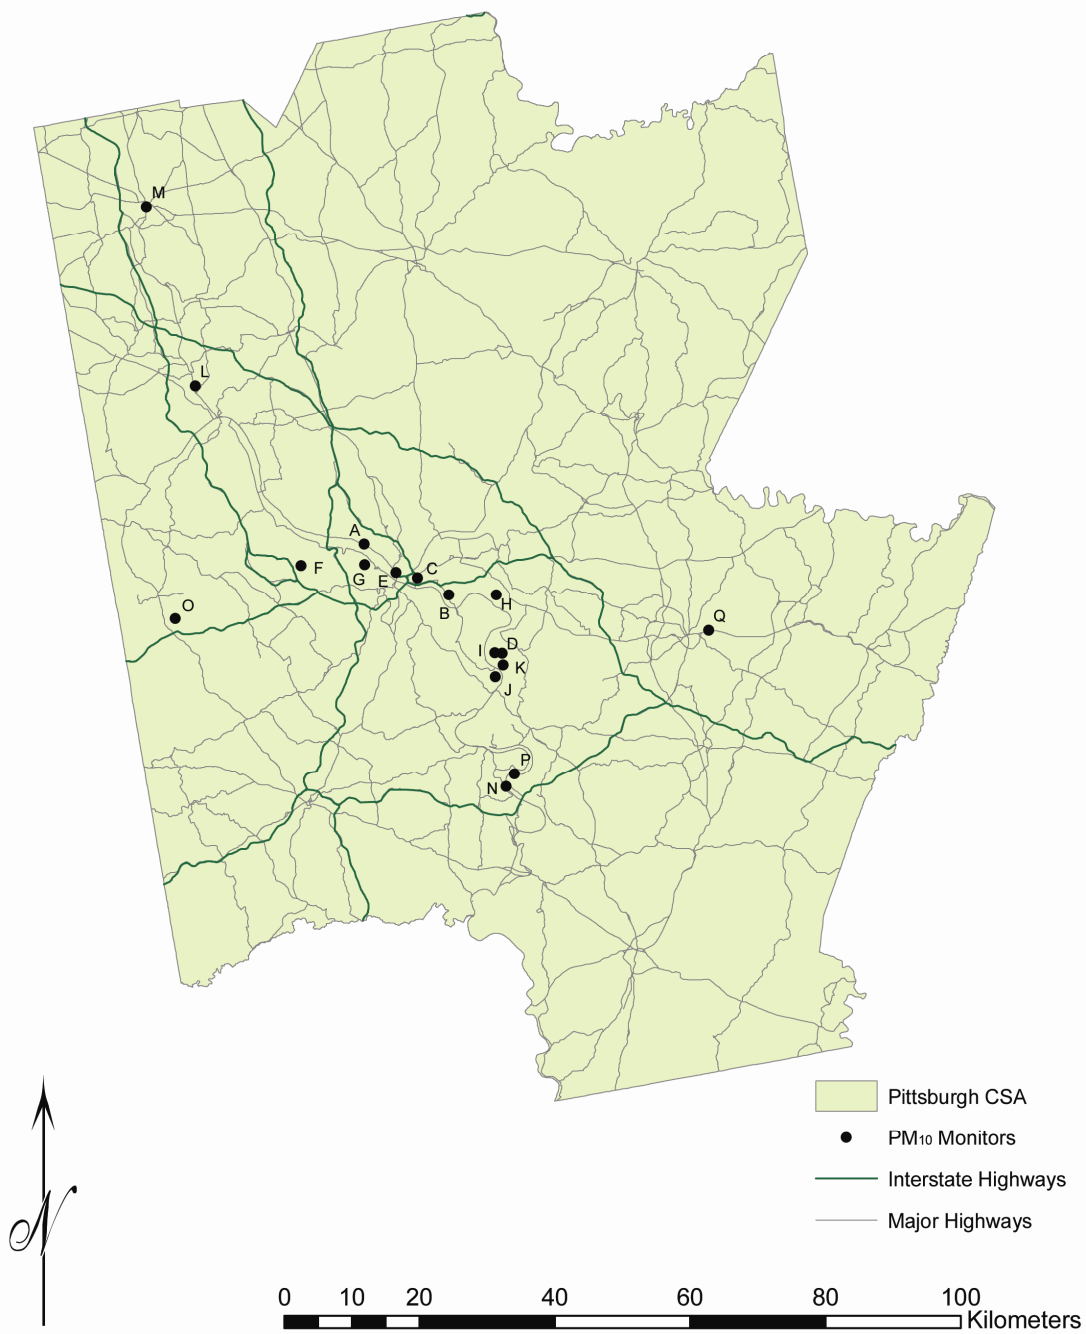 M
L
A
F
G
E
C
O
B
H
Q
I
D
K
J
P
N
Pittsburgh CSA
PM10 Monitors
Interstate Highways
Major Highways
N
0 10 20 40 60 80 100
Kilometers